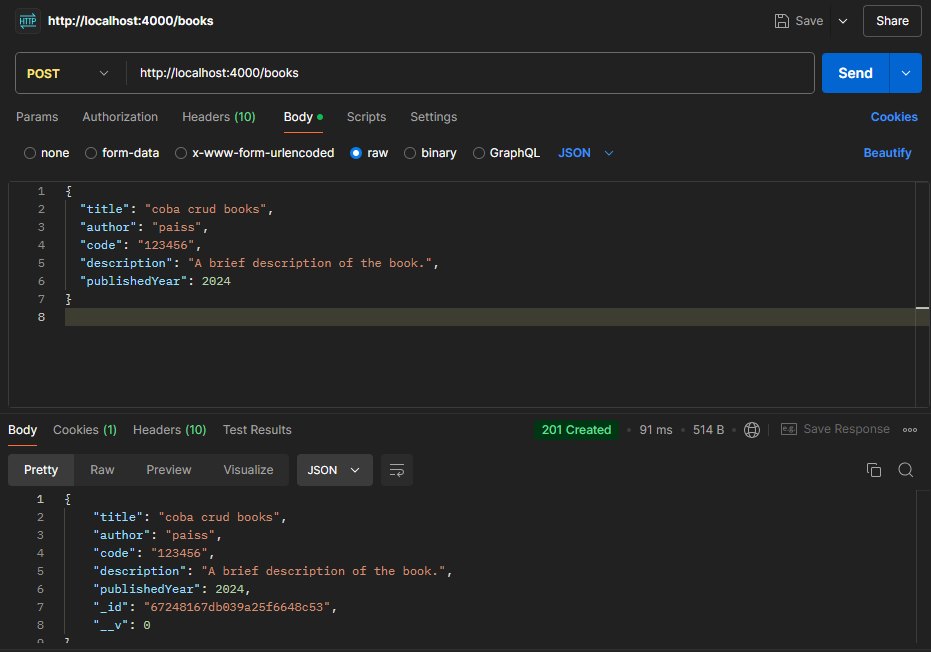 HTTP http://localhost:4000/books Save Share
POST http://localhost:4000/books Send
Params Authorization Headers (10) Body Scripts Settings Cookies
none form-data x-www-form-urlencoded raw binary GraphQL JSON Beautify
1 {
2 "title": "coba crud books",
3 "author": "paiss",
4 "code": "123456",
5 "description": "A brief description of the book.",
6 "publishedYear": 2024
7 }
8
Body Cookies (1) Headers (10) Test Results 201 Created • 91 ms • 514 B • e.g. Save Response
Pretty Raw Preview Visualize JSON
1 {
2 "title": "coba crud books",
3 "author": "paiss",
4 "code": "123456",
5 "description": "A brief description of the book.",
6 "publishedYear": 2024,
7 "_id": "67248167db039a25f6648c53",
8 "__v": 0
9 }